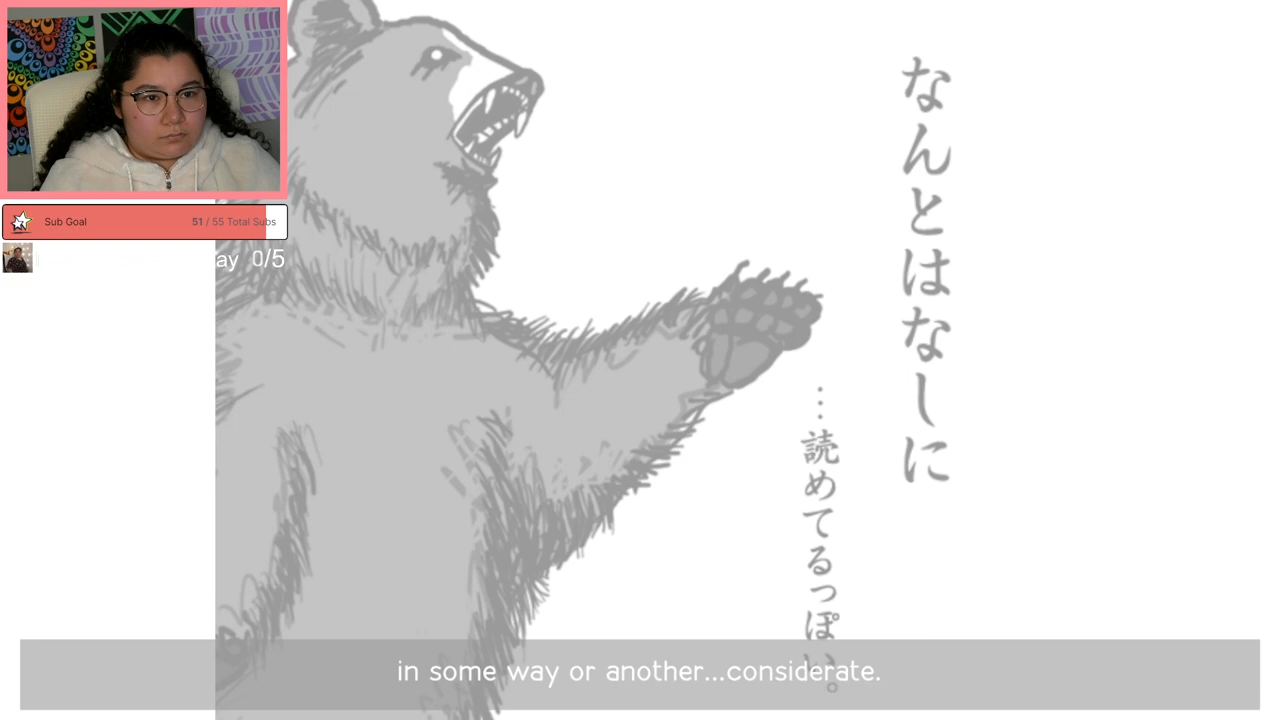 Sub Goal
51 / 55 Total Subs
ay 0/5
なんとはなしに
…読めてるっぽい。
in some way or another...considerate.